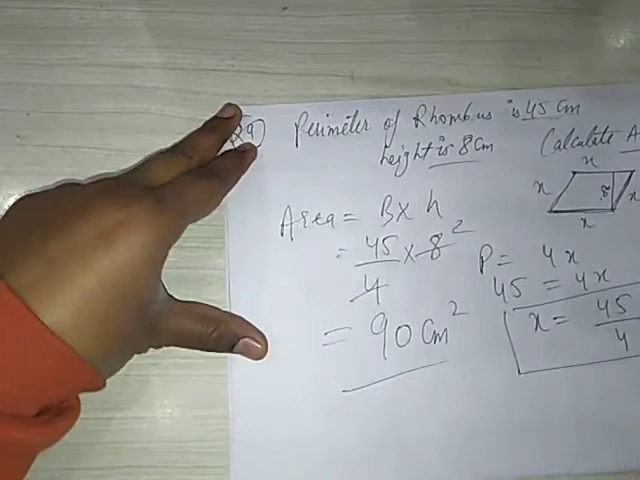 Q9) Perimeter of Rhombus is 45 cm
height is 8 cm
Calculate A
x
x
8
x
x
Area = B x h
= 45/4 x 8 2
= 90 cm²
P = 4x
45 = 4x
x = 45/4